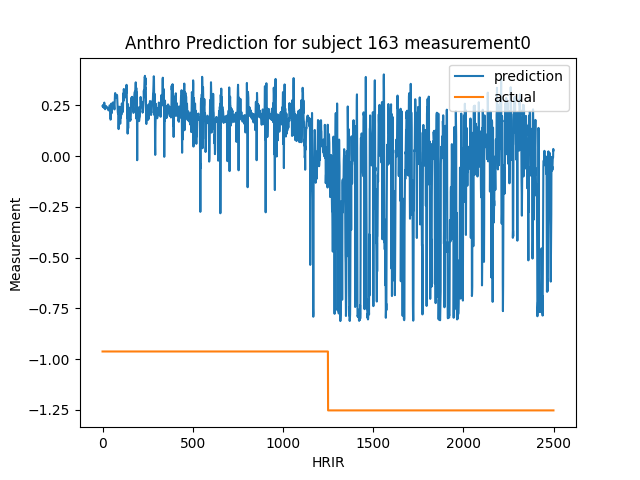 Anthro Prediction for subject 163 measurement0
prediction
actual
Measurement
0.25
0.00
−0.25
−0.50
−0.75
−1.00
−1.25
0 500 1000 1500 2000 2500
HRIR